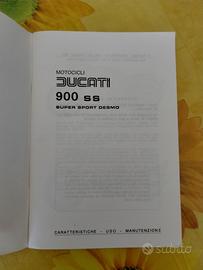 MOTOCICLI
DUCATI
900 SS
SUPER SPORT DESMO
CARATTERISTICHE - USO - MANUTENZIONE
subito